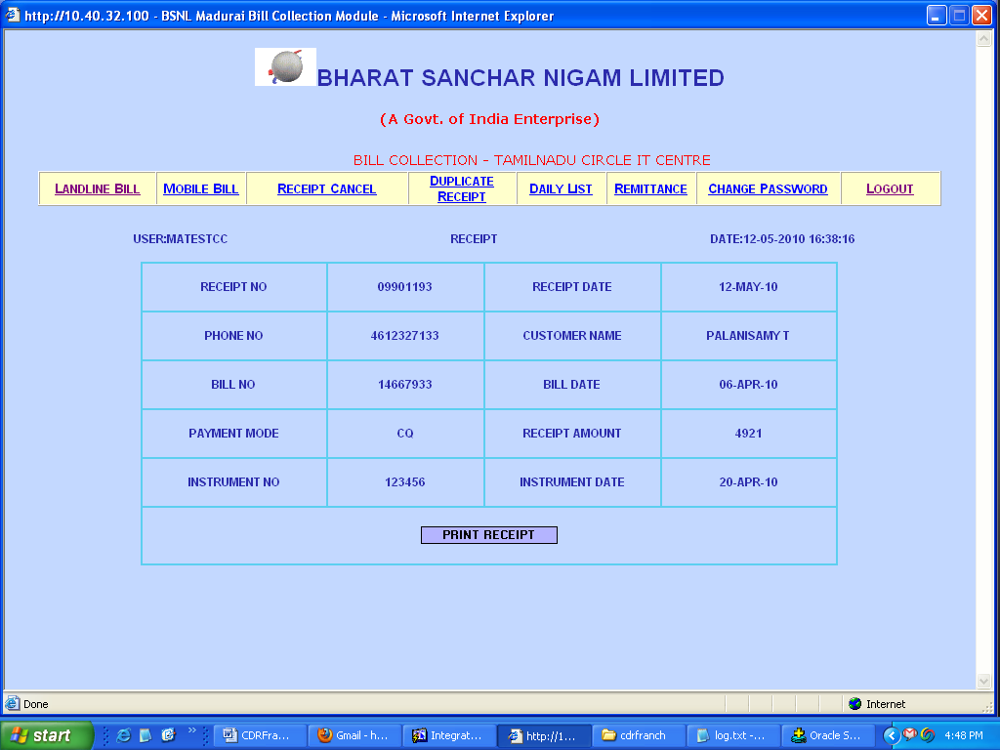 http://10.40.32.100 - BSNL Madurai Bill Collection Module - Microsoft Internet Explorer
BHARAT SANCHAR NIGAM LIMITED
(A Govt. of India Enterprise)
BILL COLLECTION - TAMILNADU CIRCLE IT CENTRE
LANDLINE BILL MOBILE BILL RECEIPT CANCEL DUPLICATE RECEIPT DAILY LIST REMITTANCE CHANGE PASSWORD LOGOUT
USER:MATESTCC RECEIPT DATE:12-05-2010 16:38:16
RECEIPT NO 09901193 RECEIPT DATE 12-MAY-10
PHONE NO 4612327133 CUSTOMER NAME PALANISAMY T
BILL NO 14667933 BILL DATE 06-APR-10
PAYMENT MODE CQ RECEIPT AMOUNT 4921
INSTRUMENT NO 123456 INSTRUMENT DATE 20-APR-10
PRINT RECEIPT
Done Internet
start CDRFra... Gmail - h... Integrat... http://1... cdrfranch log.txt -... Oracle S... 4:48 PM